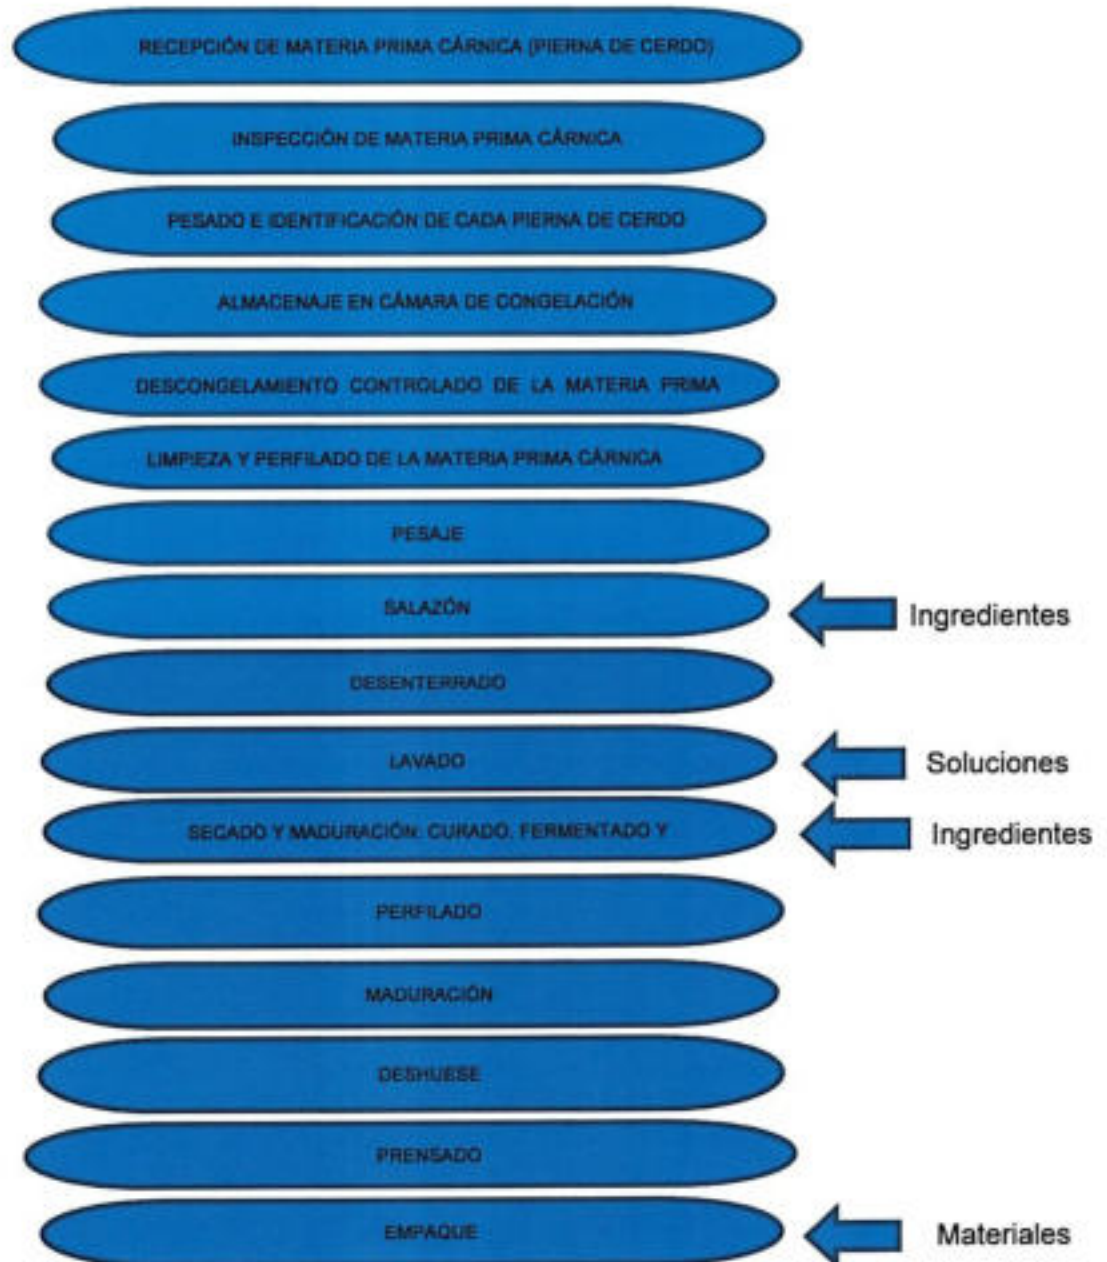 RECEPCIÓN DE MATERIA PRIMA CÁRNICA (PIERNA DE CERDO)
INSPECCIÓN DE MATERIA PRIMA CÁRNICA
PESADO E IDENTIFICACIÓN DE CADA PIERNA DE CERDO
ALMACENAJE EN CÁMARA DE CONGELACIÓN
DESCONGELAMIENTO CONTROLADO DE LA MATERIA PRIMA
LIMPIEZA Y PERFILADO DE LA MATERIA PRIMA CÁRNICA
PESAJE
SALAZÓN
Ingredientes
DESENTERRADO
LAVADO
Soluciones
SECADO Y MADURACIÓN: CURADO, FERMENTADO Y
Ingredientes
PERFILADO
MADURACIÓN
DESHUESE
PRENSADO
EMPAQUE
Materiales